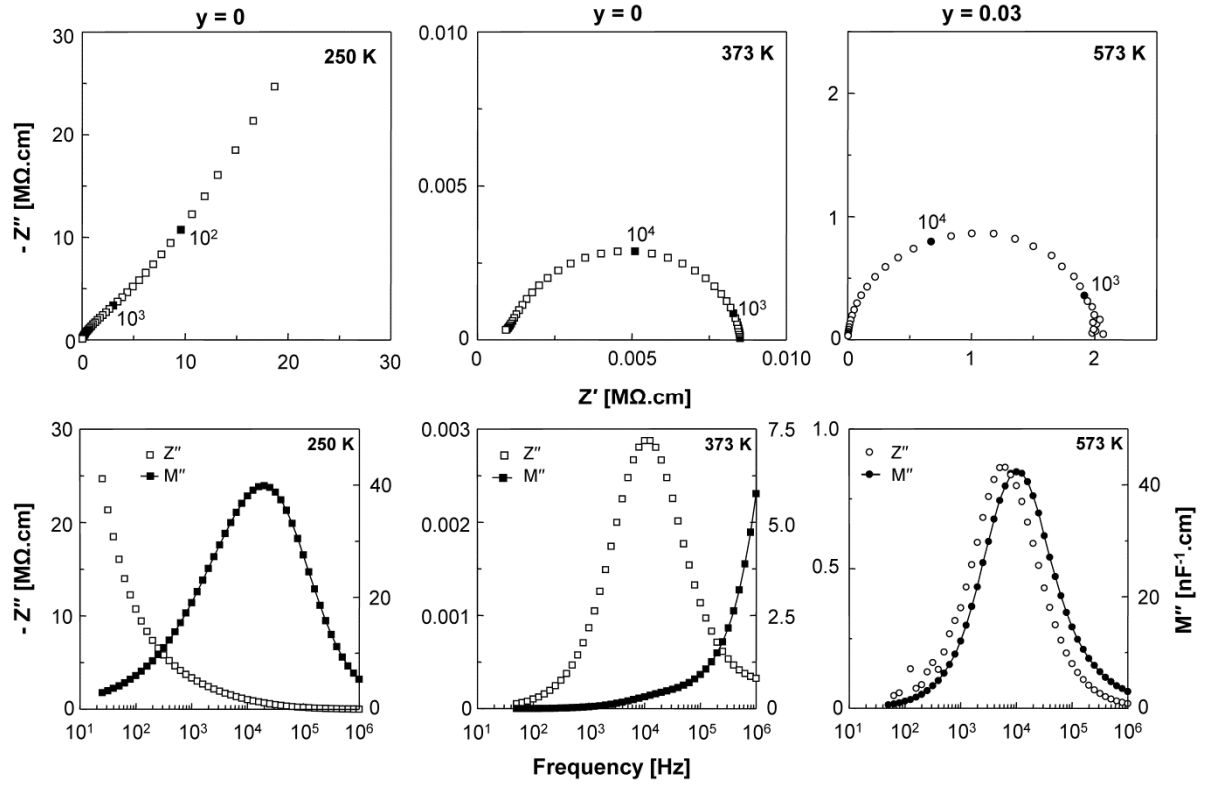 y = 0
y = 0
y = 0.03
250 K
373 K
573 K
- Z″ [MΩ.cm]
30
20
10
0
10²
10³
0
10
20
30
0.010
0.005
0
10⁴
10³
0
0.005
0.010
2
1
0
10⁴
10³
0
1
2
Z′ [MΩ.cm]
- Z″ [MΩ.cm]
250 K
Z″
M″
30
25
20
15
10
5
0
40
20
0
10¹ 10² 10³ 10⁴ 10⁵ 10⁶
373 K
Z″
M″
0.003
0.002
0.001
0
7.5
5.0
2.5
0
10¹ 10² 10³ 10⁴ 10⁵ 10⁶
573 K
Z″
M″
1.0
0.5
0
40
20
0
10¹ 10² 10³ 10⁴ 10⁵ 10⁶
M″ [nF⁻¹.cm]
Frequency [Hz]